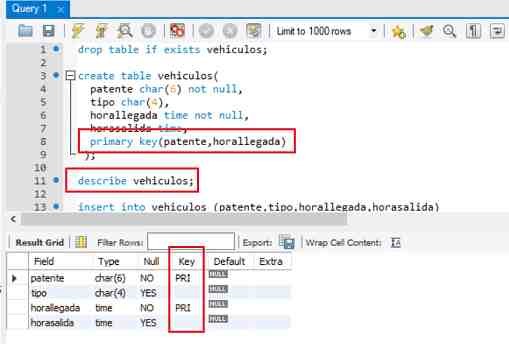 Query 1
Limit to 1000 rows
1 drop table if exists vehiculos;
2
3 create table vehiculos(
4 patente char(6) not null,
5 tipo char(4),
6 horallegada time not null,
7 horasalida time,
8 primary key(patente,horallegada)
9 );
10
11 describe vehiculos;
12
13 insert into vehiculos (patente,tipo,horallegada,horasalida)
Result Grid Filter Rows: Export: Wrap Cell Content:
Field Type Null Key Default Extra
patente char(6) NO PRI NULL
tipo char(4) YES NULL
horallegada time NO PRI NULL
horasalida time YES NULL